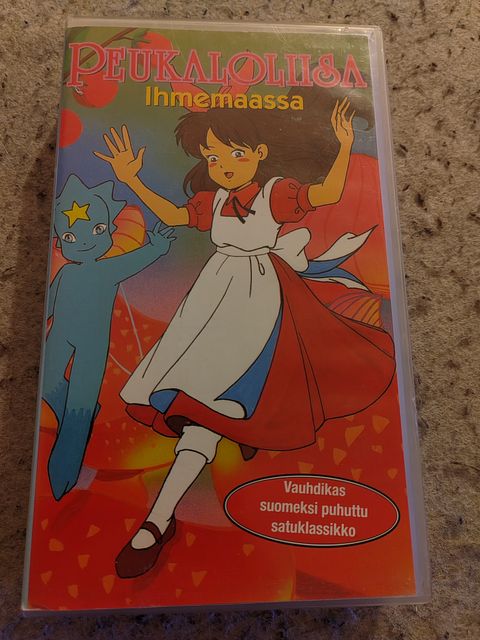 PEUKALOLIISA
Ihmemaassa
Vauhdikas
suomeksi puhuttu
satuklassikko